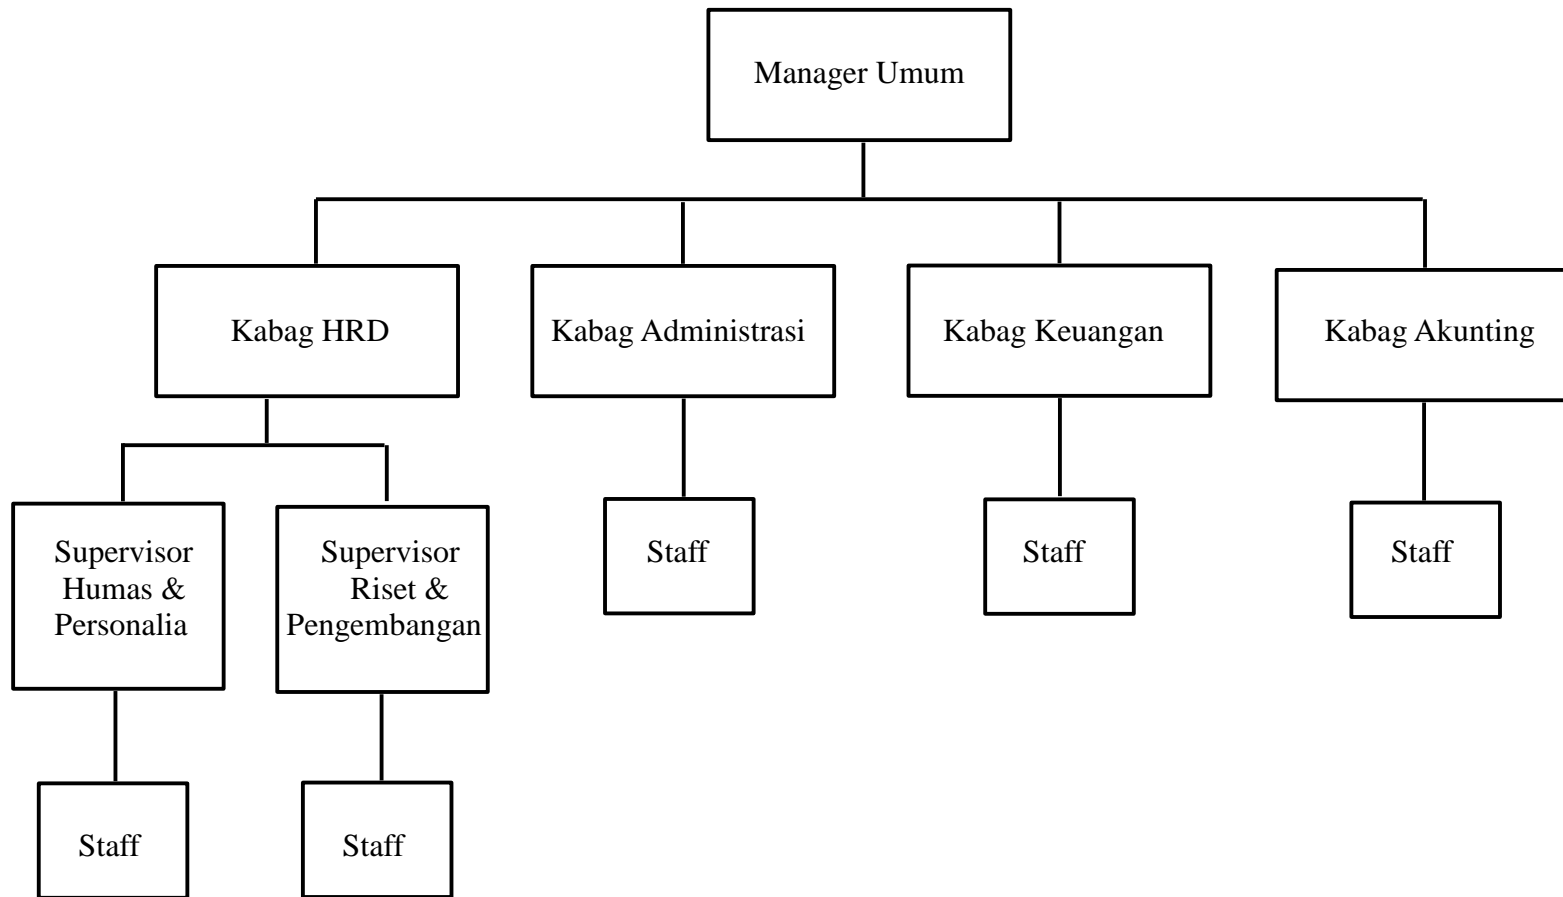 Manager Umum
Kabag HRD
Kabag Administrasi
Kabag Keuangan
Kabag Akunting
Supervisor
Humas &
Personalia
Supervisor
Riset &
Pengembangan
Staff
Staff
Staff
Staff
Staff